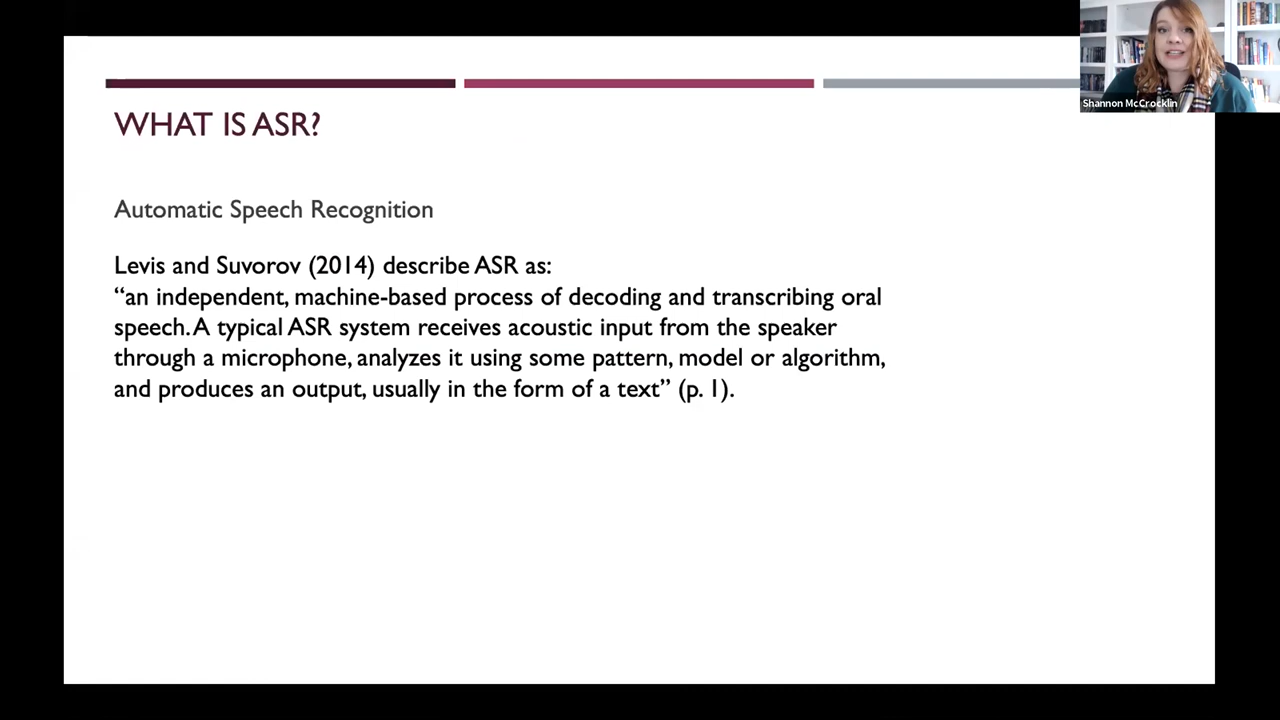 WHAT IS ASR?
Automatic Speech Recognition
Levis and Suvorov (2014) describe ASR as:
“an independent, machine-based process of decoding and transcribing oral
speech. A typical ASR system receives acoustic input from the speaker
through a microphone, analyzes it using some pattern, model or algorithm,
and produces an output, usually in the form of a text” (p. 1).
Shannon McCrocklin